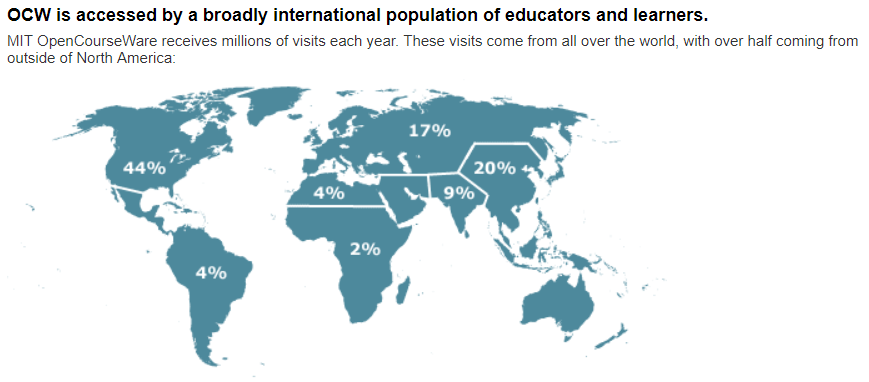 OCW is accessed by a broadly international population of educators and learners.
MIT OpenCourseWare receives millions of visits each year. These visits come from all over the world, with over half coming from
outside of North America:
17%
44%
20%
4%
9%
2%
4%